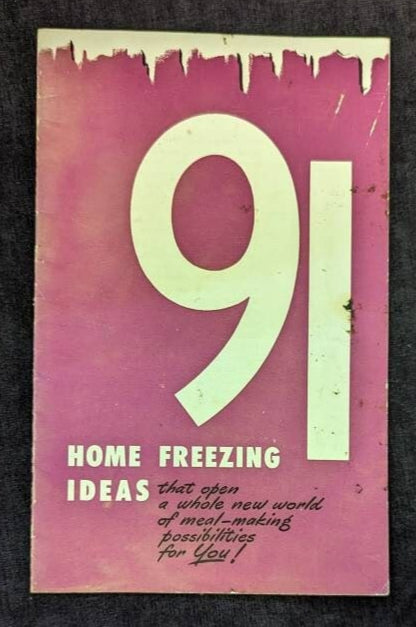 91
HOME FREEZING
IDEAS that open
a whole new world
of meal-making
possibilities
for You!